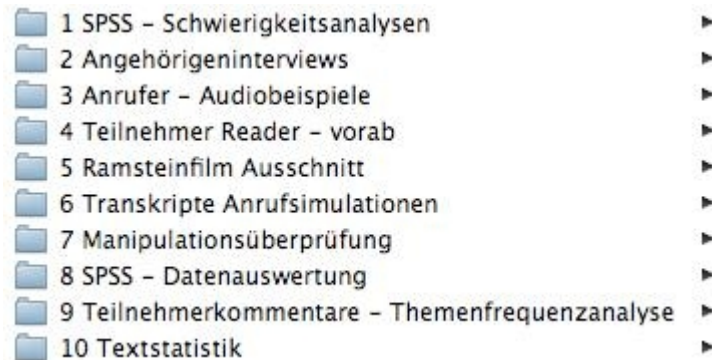 1 SPSS – Schwierigkeitsanalysen
2 Angehörigeninterviews
3 Anrufer – Audiobeispiele
4 Teilnehmer Reader – vorab
5 Ramsteinfilm Ausschnitt
6 Transkripte Anrufsimulationen
7 Manipulationsüberprüfung
8 SPSS – Datenauswertung
9 Teilnehmerkommentare – Themenfrequenzanalyse
10 Textstatistik